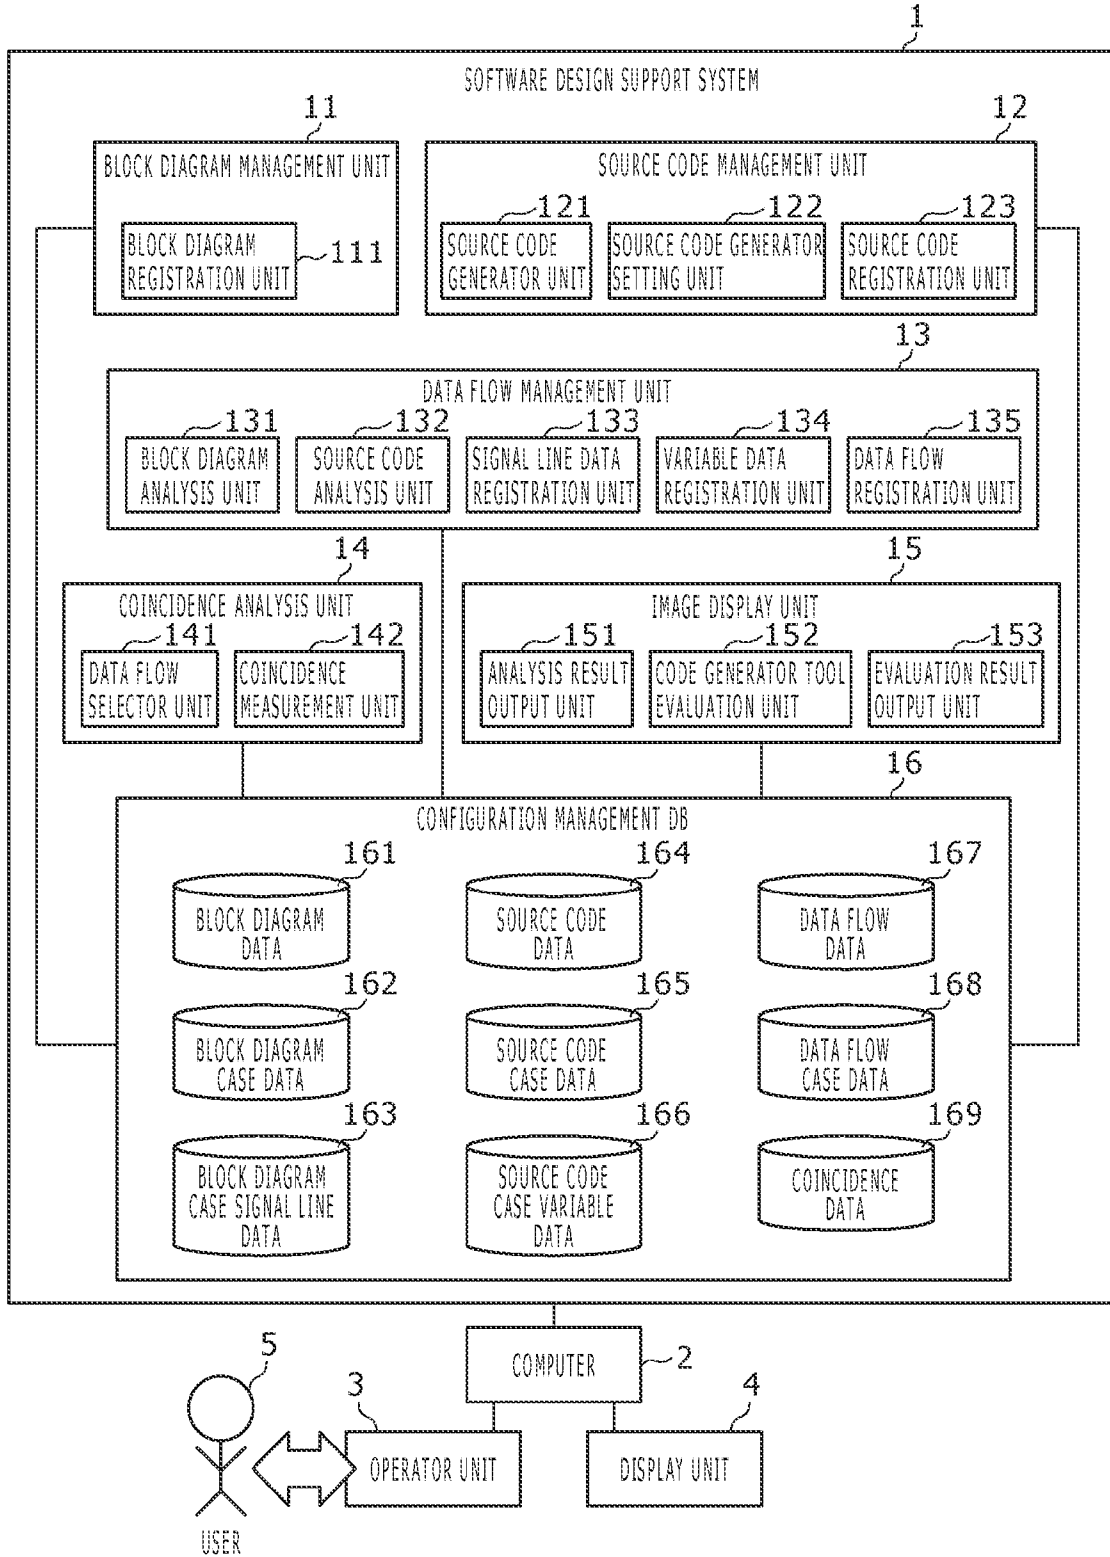 1
SOFTWARE DESIGN SUPPORT SYSTEM
11
BLOCK DIAGRAM MANAGEMENT UNIT
BLOCK DIAGRAM
REGISTRATION UNIT
111
12
SOURCE CODE MANAGEMENT UNIT
121
SOURCE CODE
GENERATOR UNIT
122
SOURCE CODE GENERATOR
SETTING UNIT
123
SOURCE CODE
REGISTRATION UNIT
13
DATA FLOW MANAGEMENT UNIT
131
BLOCK DIAGRAM
ANALYSIS UNIT
132
SOURCE CODE
ANALYSIS UNIT
133
SIGNAL LINE DATA
REGISTRATION UNIT
134
VARIABLE DATA
REGISTRATION UNIT
135
DATA FLOW
REGISTRATION UNIT
14
COINCIDENCE ANALYSIS UNIT
141
DATA FLOW
SELECTOR UNIT
142
COINCIDENCE
MEASUREMENT UNIT
15
IMAGE DISPLAY UNIT
151
ANALYSIS RESULT
OUTPUT UNIT
152
CODE GENERATOR TOOL
EVALUATION UNIT
153
EVALUATION RESULT
OUTPUT UNIT
16
CONFIGURATION MANAGEMENT DB
161
BLOCK DIAGRAM
DATA
164
SOURCE CODE
DATA
167
DATA FLOW
DATA
162
BLOCK DIAGRAM
CASE DATA
165
SOURCE CODE
CASE DATA
168
DATA FLOW
CASE DATA
163
BLOCK DIAGRAM
CASE SIGNAL LINE
DATA
166
SOURCE CODE
CASE VARIABLE
DATA
169
COINCIDENCE
DATA
COMPUTER
2
5
USER
3
OPERATOR UNIT
4
DISPLAY UNIT